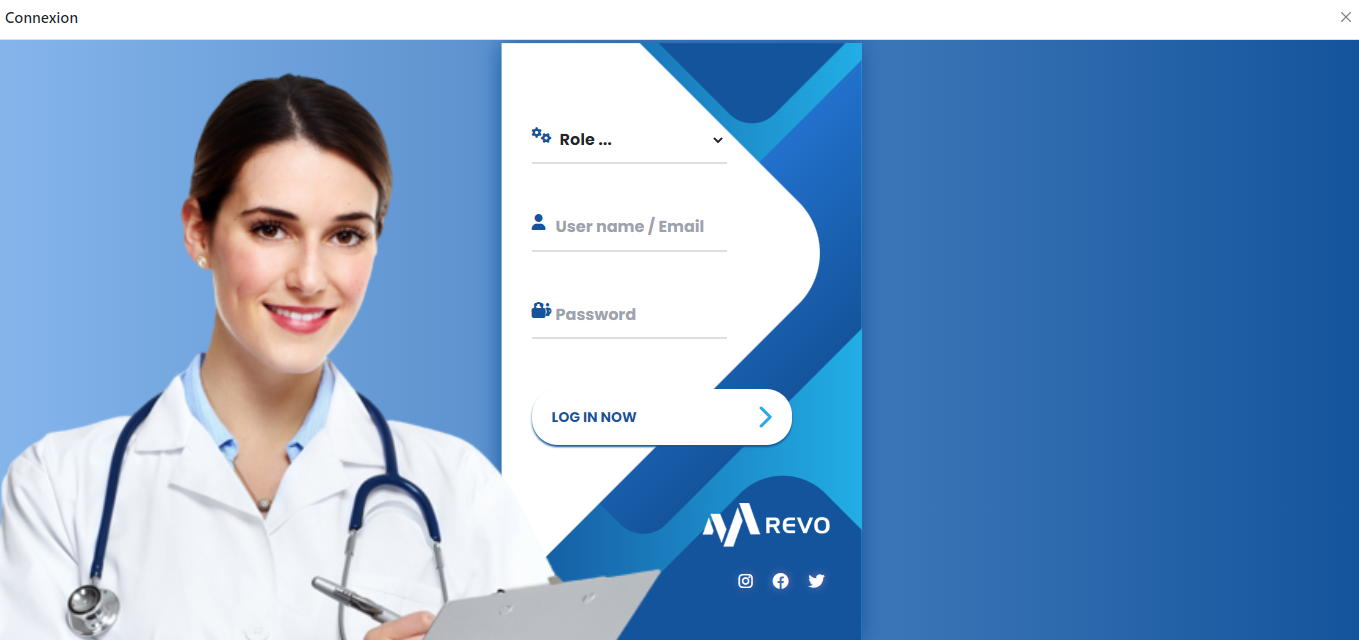 Connexion
Role ...
User name / Email
Password
LOG IN NOW
REVO